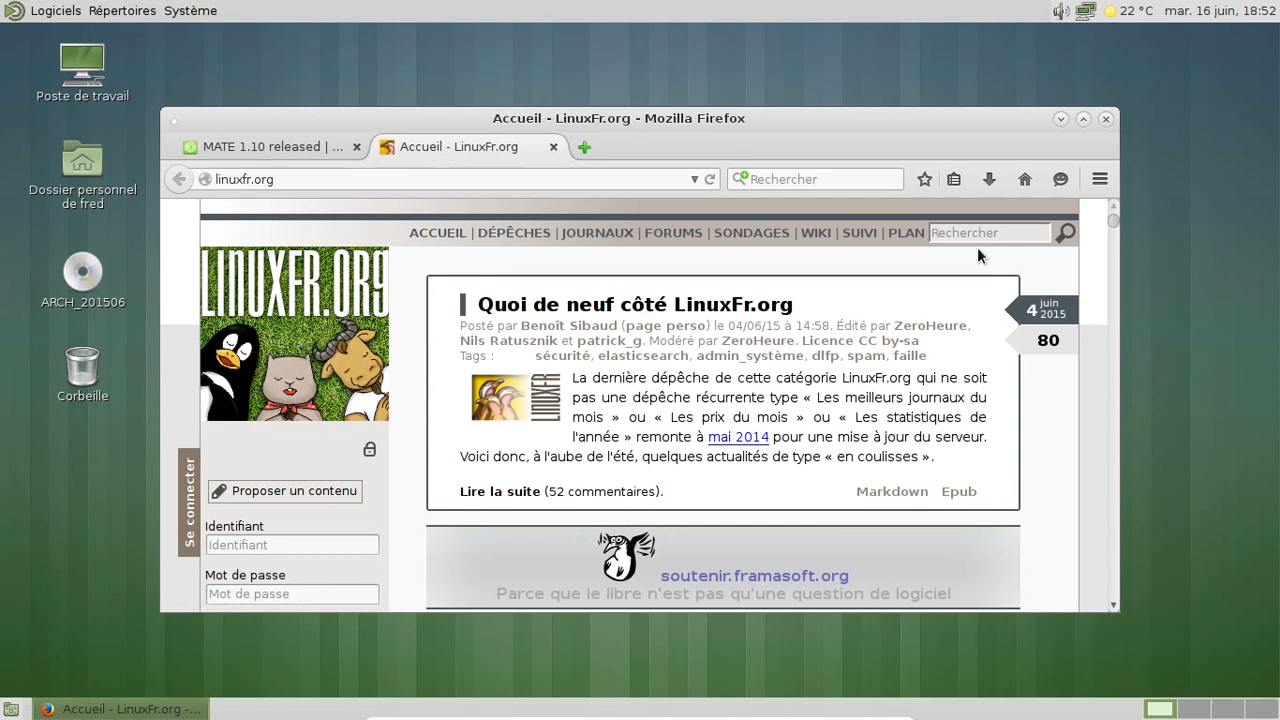 Logiciels Répertoires Système
22 °C mar. 16 juin, 18:52
Poste de travail
Dossier personnel
de fred
ARCH_201506
Corbeille
Accueil - LinuxFr.org - Mozilla Firefox
MATE 1.10 released | ...
Accueil - LinuxFr.org
linuxfr.org
Rechercher
ACCUEIL | DÉPÊCHES | JOURNAUX | FORUMS | SONDAGES | WIKI | SUIVI | PLAN
Rechercher
LINUXFR.ORG
Quoi de neuf côté LinuxFr.org
4 juin 2015
Posté par Benoît Sibaud (page perso) le 04/06/15 à 14:58. Édité par ZeroHeure,
Nils Ratusznik et patrick_g. Modéré par ZeroHeure. Licence CC by-sa
80
Tags : sécurité, elasticsearch, admin_système, dlfp, spam, faille
LINUXFR
La dernière dépêche de cette catégorie LinuxFr.org qui ne soit
pas une dépêche récurrente type « Les meilleurs journaux du
mois » ou « Les prix du mois » ou « Les statistiques de
l'année » remonte à mai 2014 pour une mise à jour du serveur.
Voici donc, à l'aube de l'été, quelques actualités de type « en coulisses ».
Lire la suite (52 commentaires).
Markdown Epub
Se connecter
Proposer un contenu
Identifiant
Identifiant
Mot de passe
Mot de passe
soutenir.framasoft.org
Parce que le libre n'est pas qu'une question de logiciel
Accueil - LinuxFr.org -...